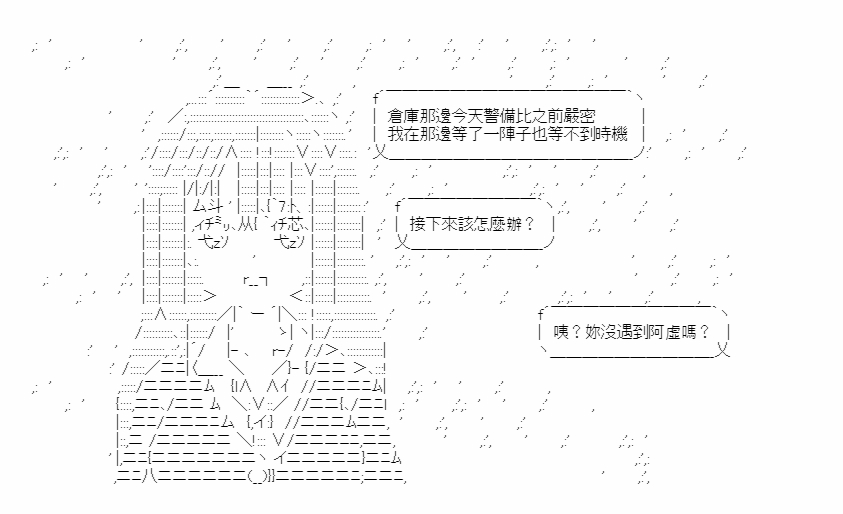 倉庫那邊今天警備比之前嚴密
我在那邊等了一陣子也等不到時機
接下來該怎麼辦？
咦？妳沒遇到阿虛嗎？